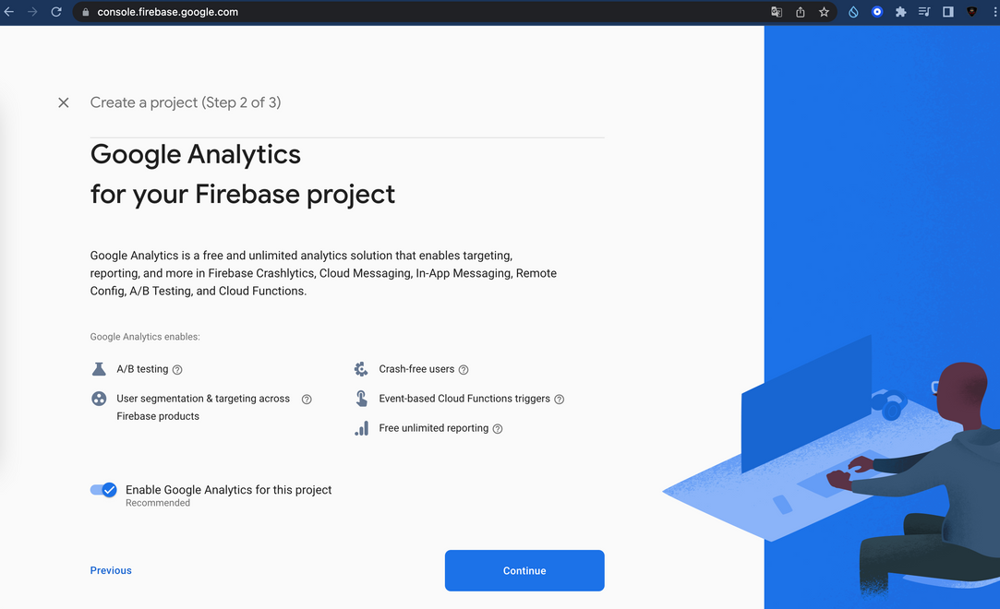 console.firebase.google.com
Create a project (Step 2 of 3)
Google Analytics
for your Firebase project
Google Analytics is a free and unlimited analytics solution that enables targeting,
reporting, and more in Firebase Crashlytics, Cloud Messaging, In-App Messaging, Remote
Config, A/B Testing, and Cloud Functions.
Google Analytics enables:
A/B testing
User segmentation & targeting across
Firebase products
Crash-free users
Event-based Cloud Functions triggers
Free unlimited reporting
Enable Google Analytics for this project
Recommended
Previous
Continue